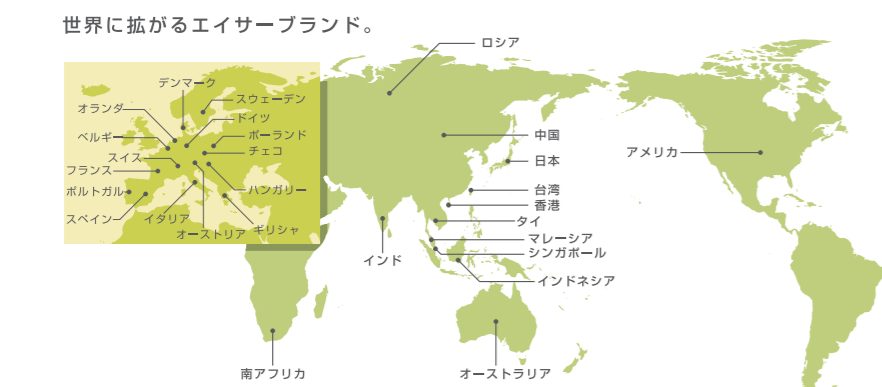 世界に拡がるエイサーブランド。
ロシア
デンマーク
スウェーデン
オランダ
ドイツ
ベルギー
ポーランド
チェコ
スイス
フランス
ハンガリー
ポルトガル
スペイン
イタリア
オーストリア
ギリシャ
中国
日本
アメリカ
台湾
香港
タイ
マレーシア
シンガポール
インド
インドネシア
南アフリカ
オーストラリア